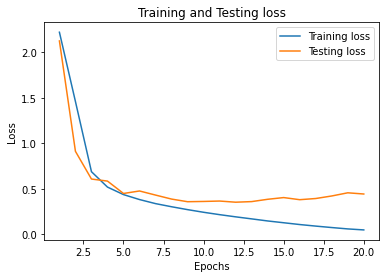 Training and Testing loss
Training loss
Testing loss
2.0
1.5
1.0
0.5
0.0
Loss
2.5
5.0
7.5
10.0
12.5
15.0
17.5
20.0
Epochs